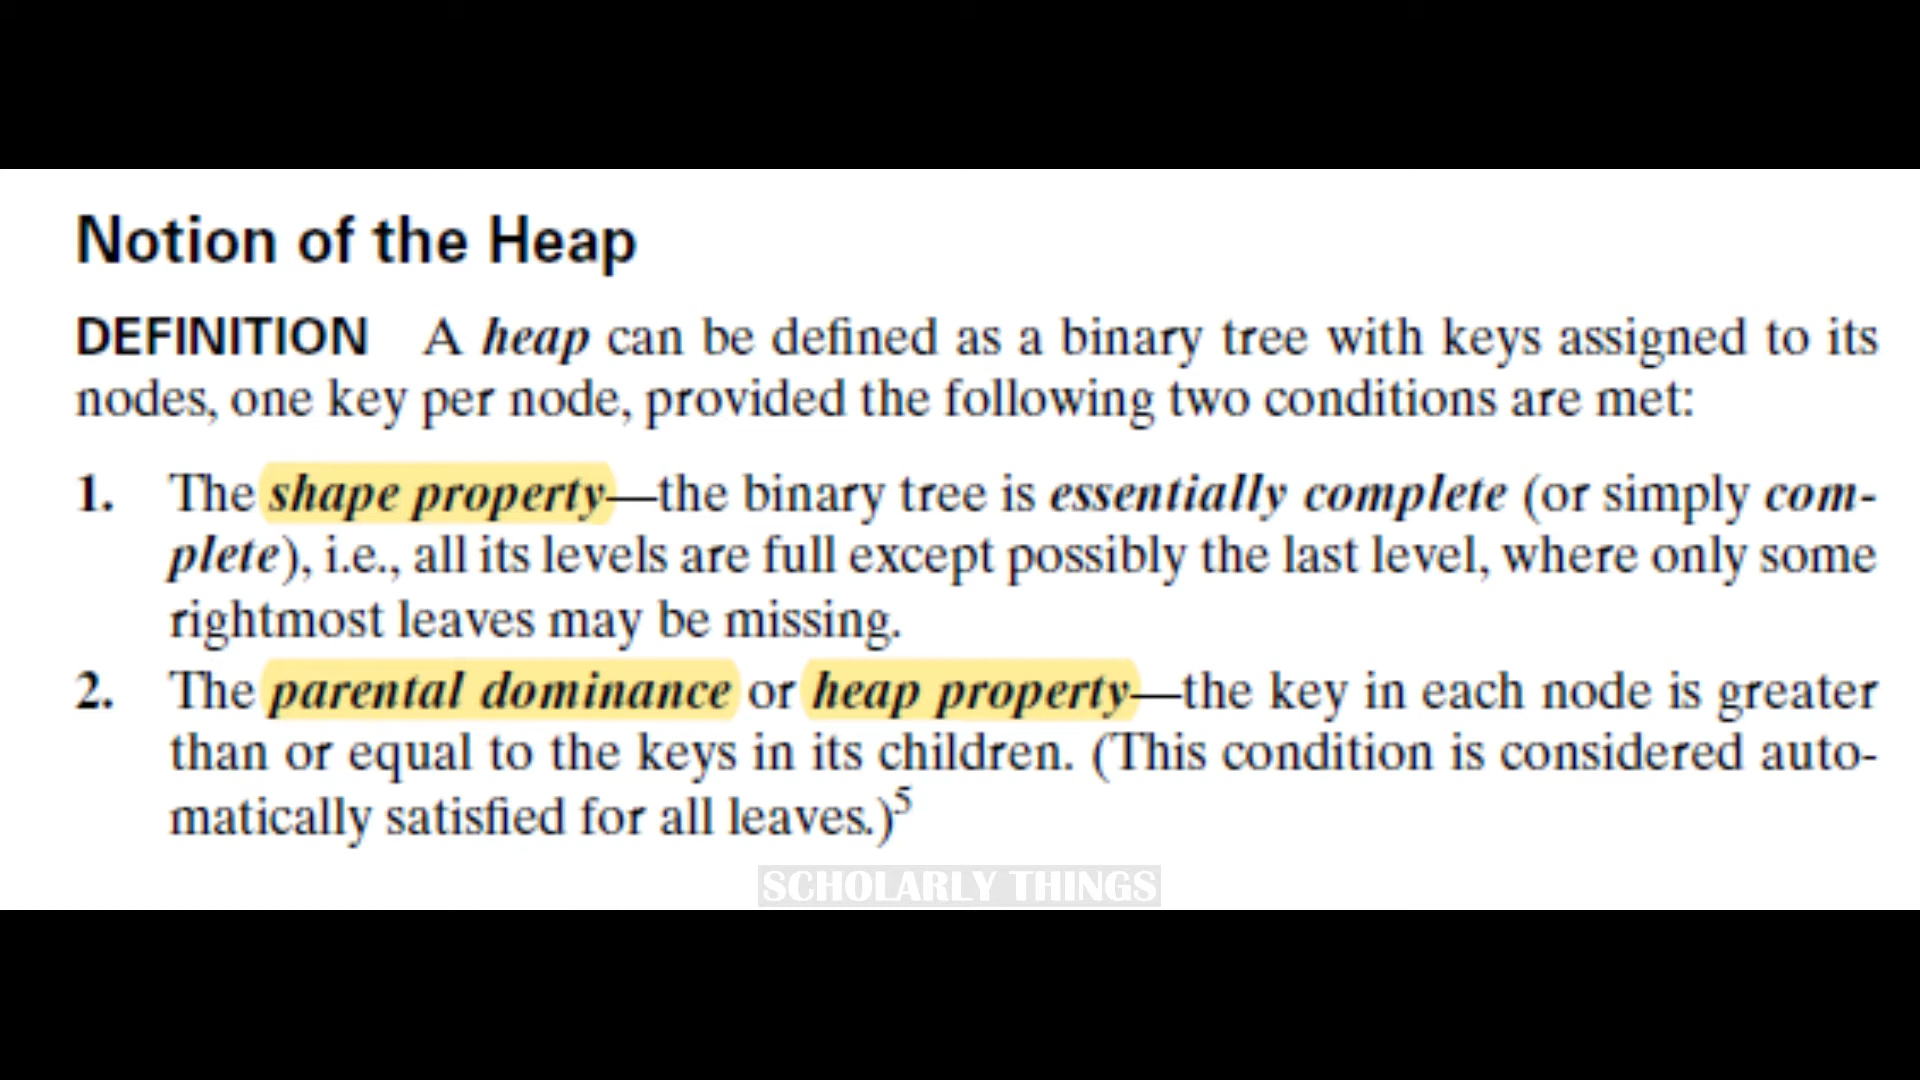 Notion of the Heap
DEFINITION A heap can be defined as a binary tree with keys assigned to its
nodes, one key per node, provided the following two conditions are met:
1. The shape property—the binary tree is essentially complete (or simply com-
plete), i.e., all its levels are full except possibly the last level, where only some
rightmost leaves may be missing.
2. The parental dominance or heap property—the key in each node is greater
than or equal to the keys in its children. (This condition is considered auto-
matically satisfied for all leaves.)5
SCHOLARLY THINGS